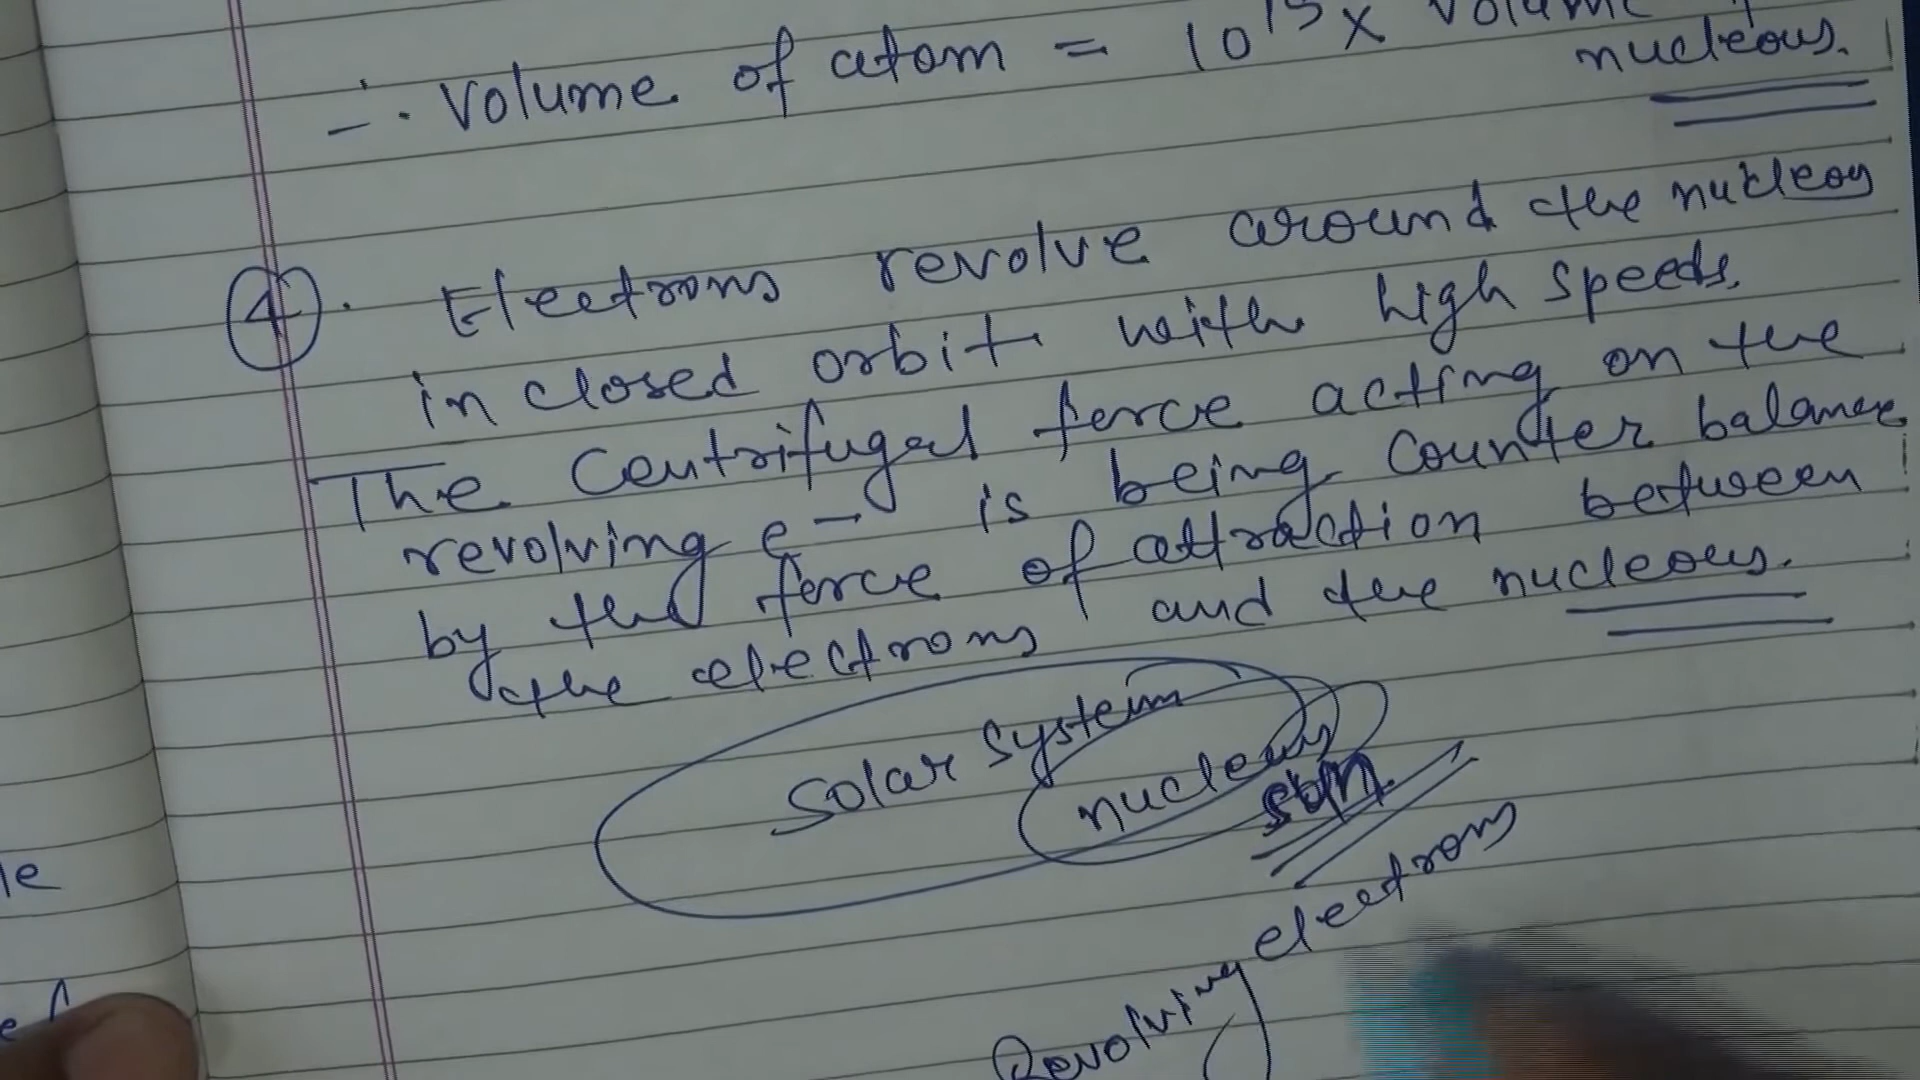 ∴ Volume of atom = 10¹⁵ x Volume
nucleous.
④. Electrons revolve around the nucleous
in closed orbit with high speeds.
The Centrifugal force acting on the
revolving e⁻ is being Counter balance
by the force of attraction between
the electrons and the nucleous.
Solar System
nucleus
sun.
Revolving electrons
le